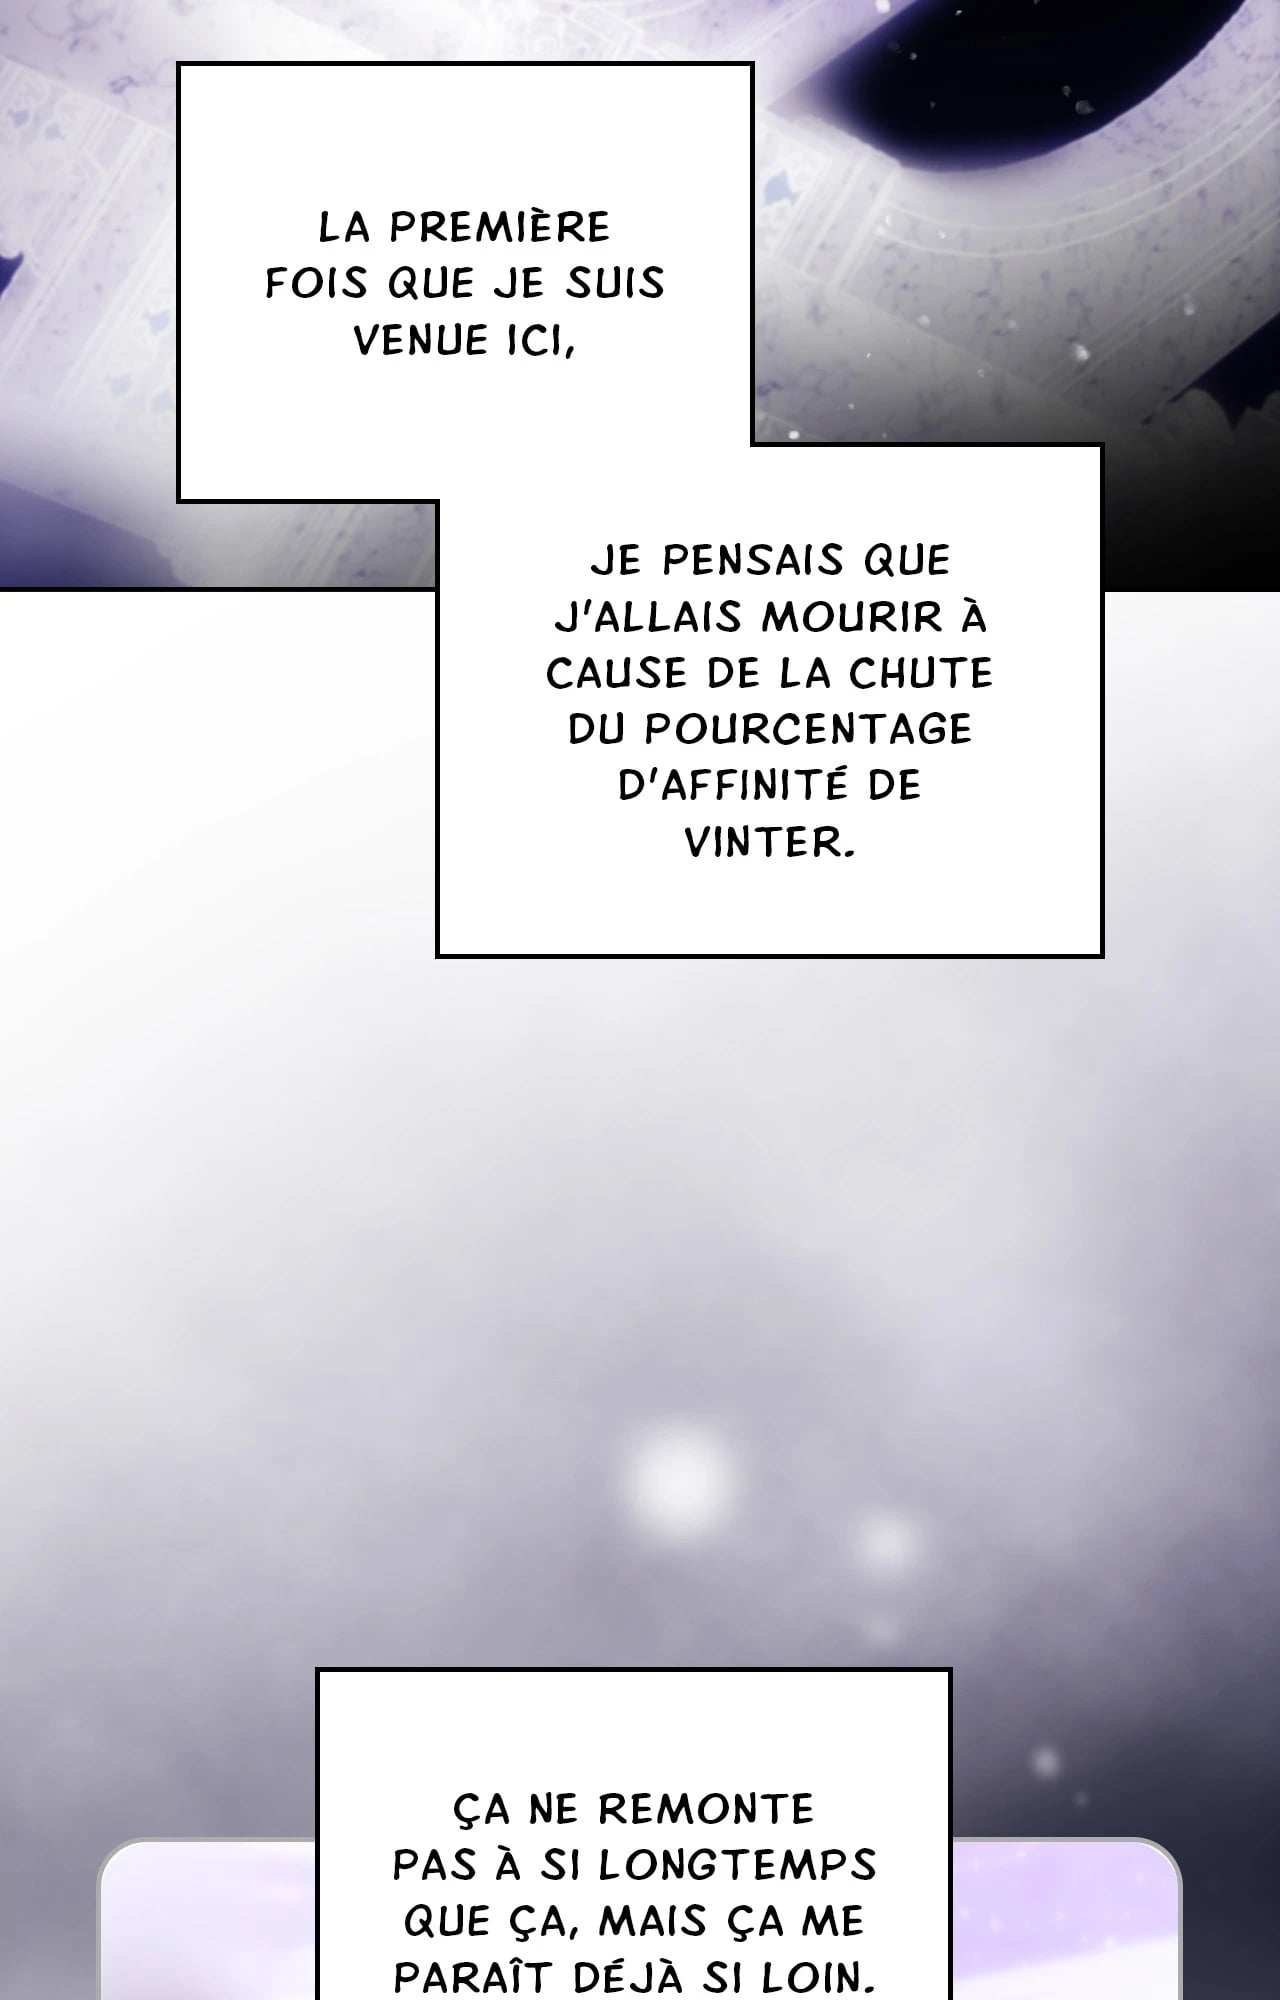 LA PREMIÈRE
FOIS QUE JE SUIS
VENUE ICI,
JE PENSAIS QUE
J'ALLAIS MOURIR À
CAUSE DE LA CHUTE
DU POURCENTAGE
D'AFFINITÉ DE
VINTER.
ÇA NE REMONTE
PAS À SI LONGTEMPS
QUE ÇA, MAIS ÇA ME
PARAÎT DÉJÀ SI LOIN.